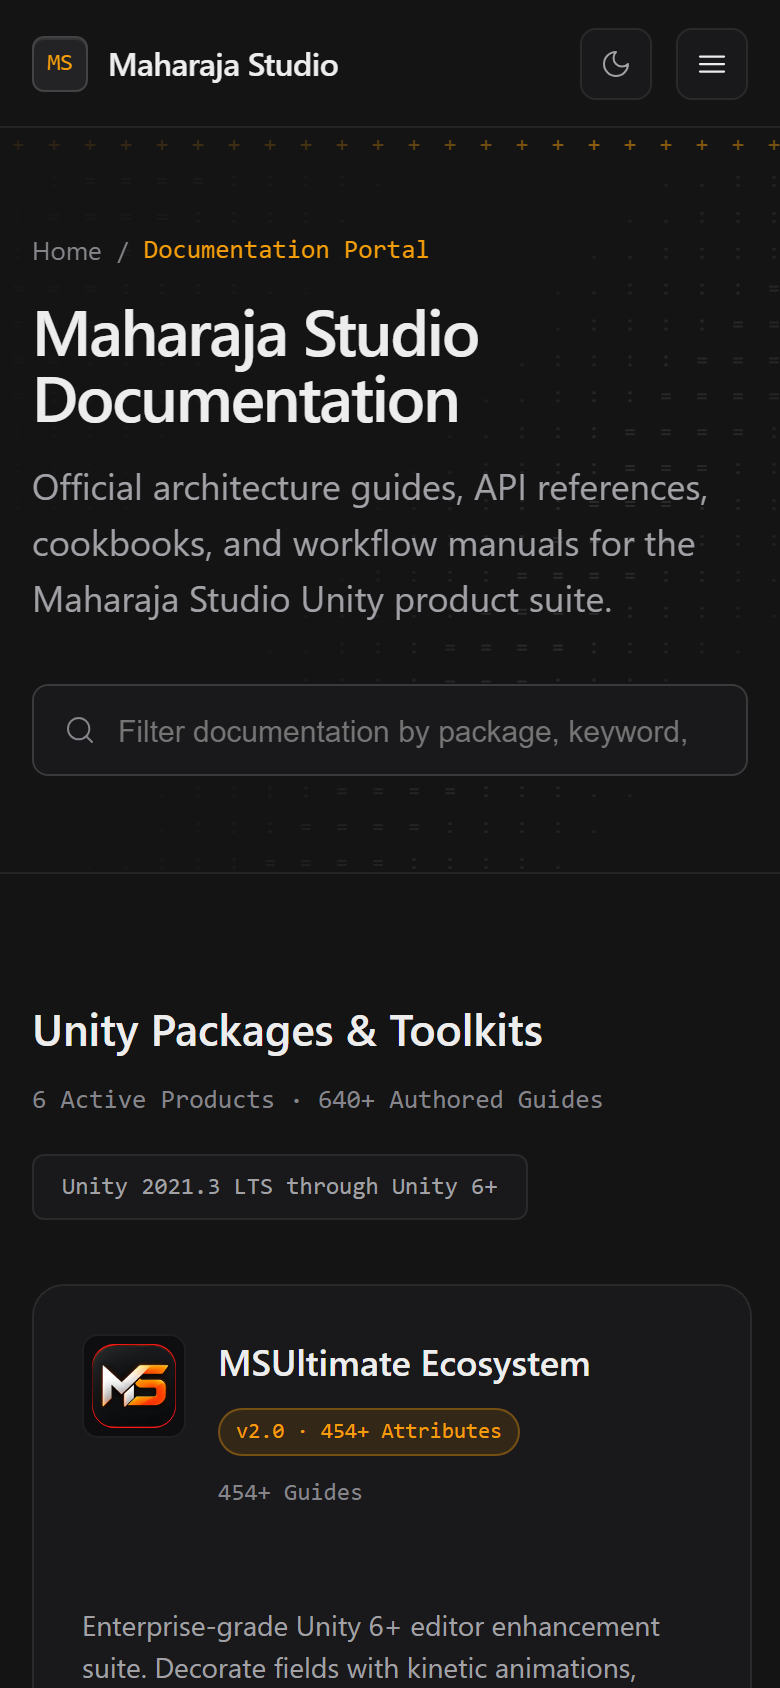 MS Maharaja Studio
Home / Documentation Portal
Maharaja Studio
Documentation
Official architecture guides, API references,
cookbooks, and workflow manuals for the
Maharaja Studio Unity product suite.
Filter documentation by package, keyword,
Unity Packages & Toolkits
6 Active Products · 640+ Authored Guides
Unity 2021.3 LTS through Unity 6+
MS
MSUltimate Ecosystem
v2.0 · 454+ Attributes
454+ Guides
Enterprise-grade Unity 6+ editor enhancement
suite. Decorate fields with kinetic animations,